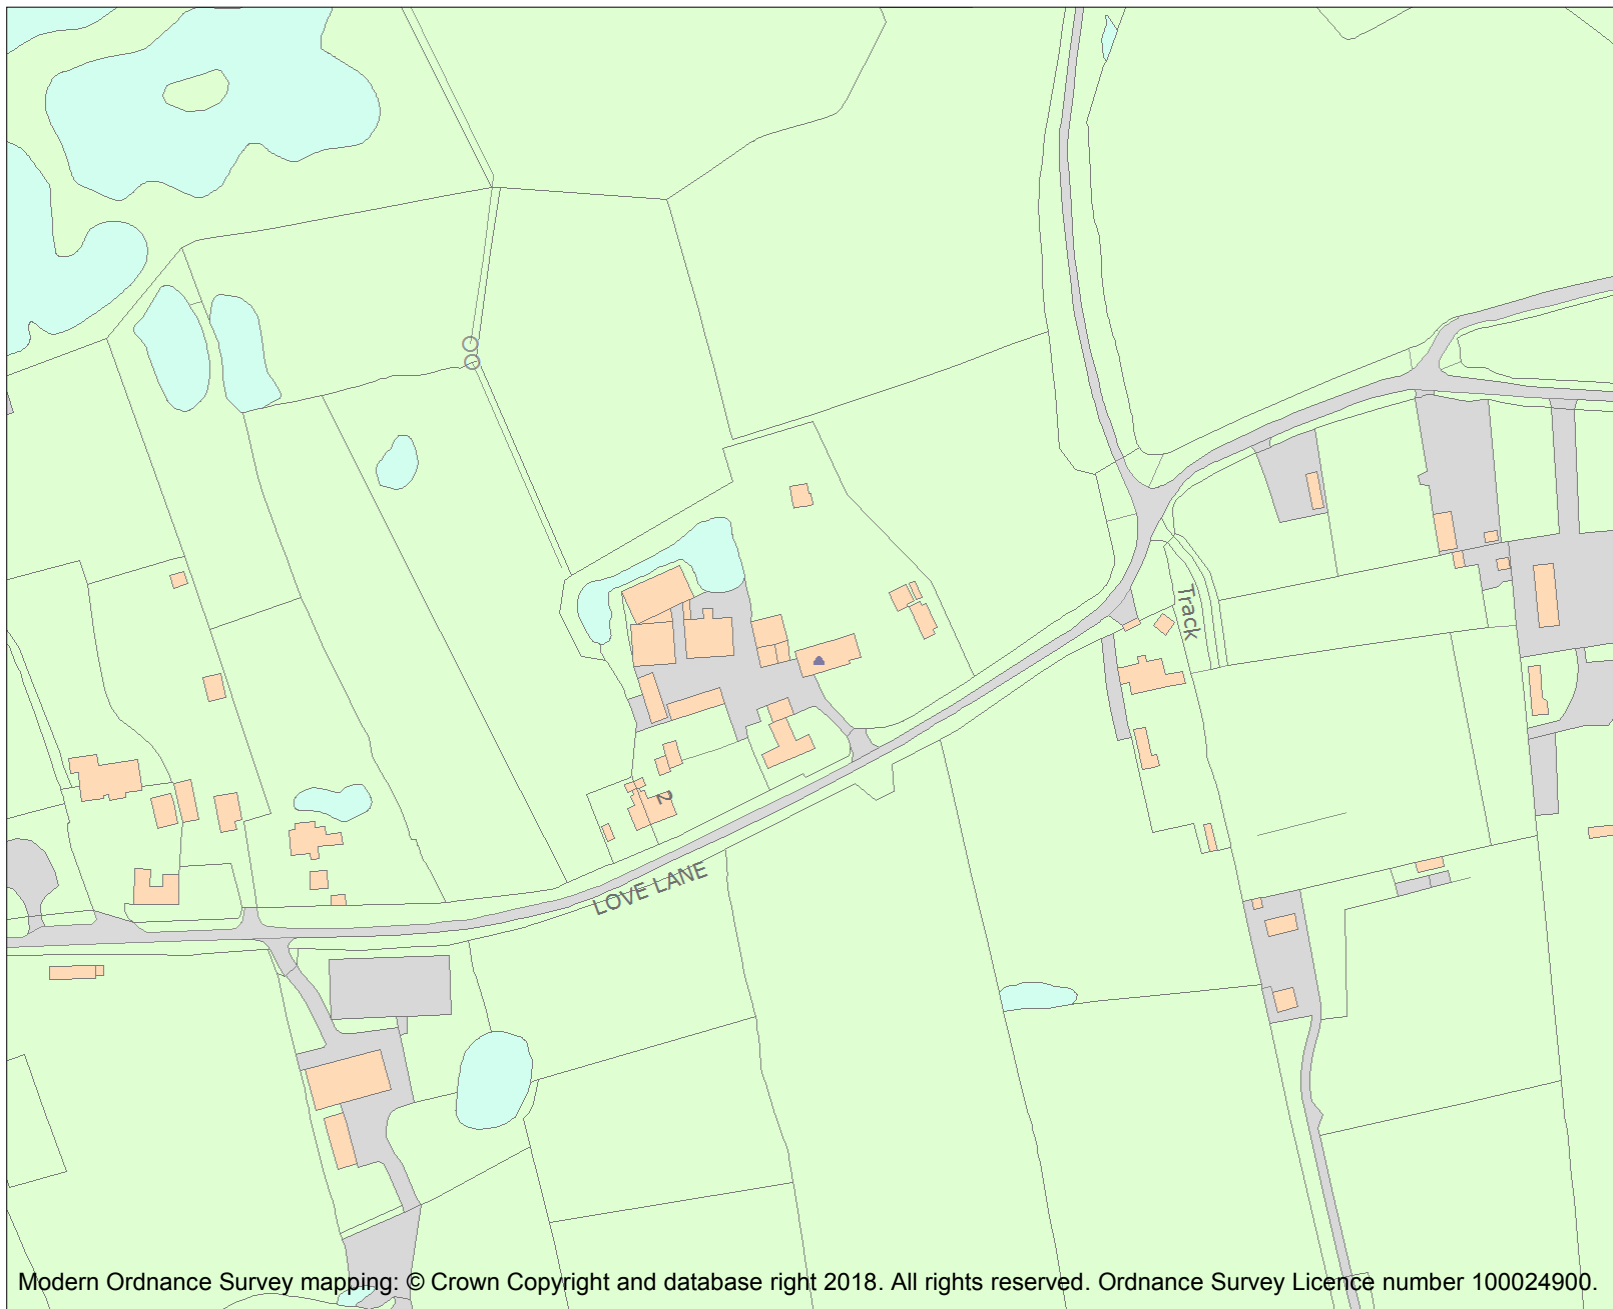 Track
2
LOVE LANE
Modern Ordnance Survey mapping: © Crown Copyright and database right 2018. All rights reserved. Ordnance Survey Licence number 100024900.